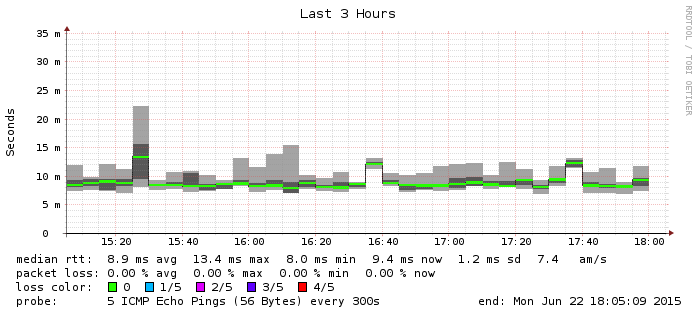 Last 3 Hours
RRDTOOL / TOBI OETIKER
Seconds
35 m
30 m
25 m
20 m
15 m
10 m
5 m
0
15:20 15:40 16:00 16:20 16:40 17:00 17:20 17:40 18:00
median rtt: 8.9 ms avg 13.4 ms max 8.0 ms min 9.4 ms now 1.2 ms sd 7.4 am/s
packet loss: 0.00 % avg 0.00 % max 0.00 % min 0.00 % now
loss color: 0 1/5 2/5 3/5 4/5
probe: 5 ICMP Echo Pings (56 Bytes) every 300s end: Mon Jun 22 18:05:09 2015